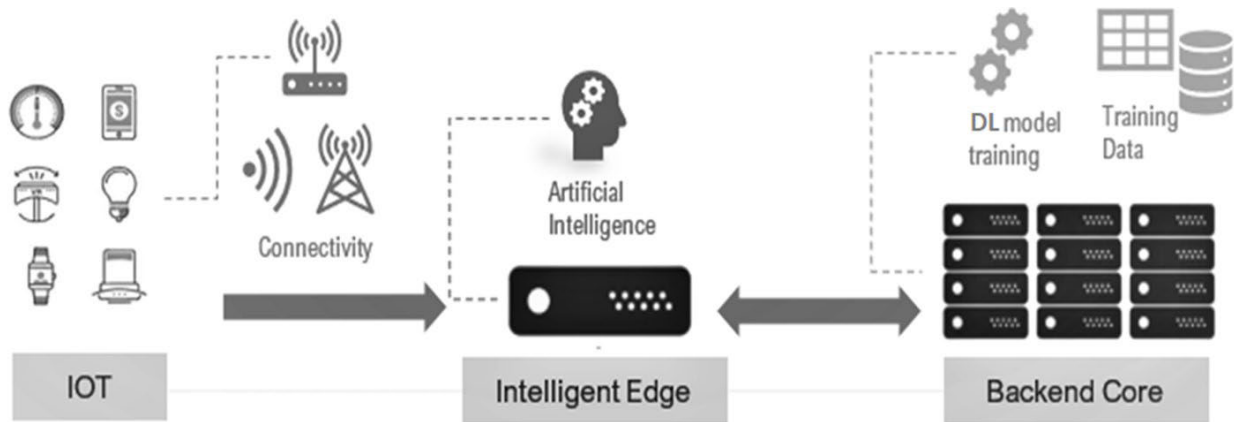 Connectivity
Artificial
Intelligence
DL model
training
Training
Data
IOT
Intelligent Edge
Backend Core